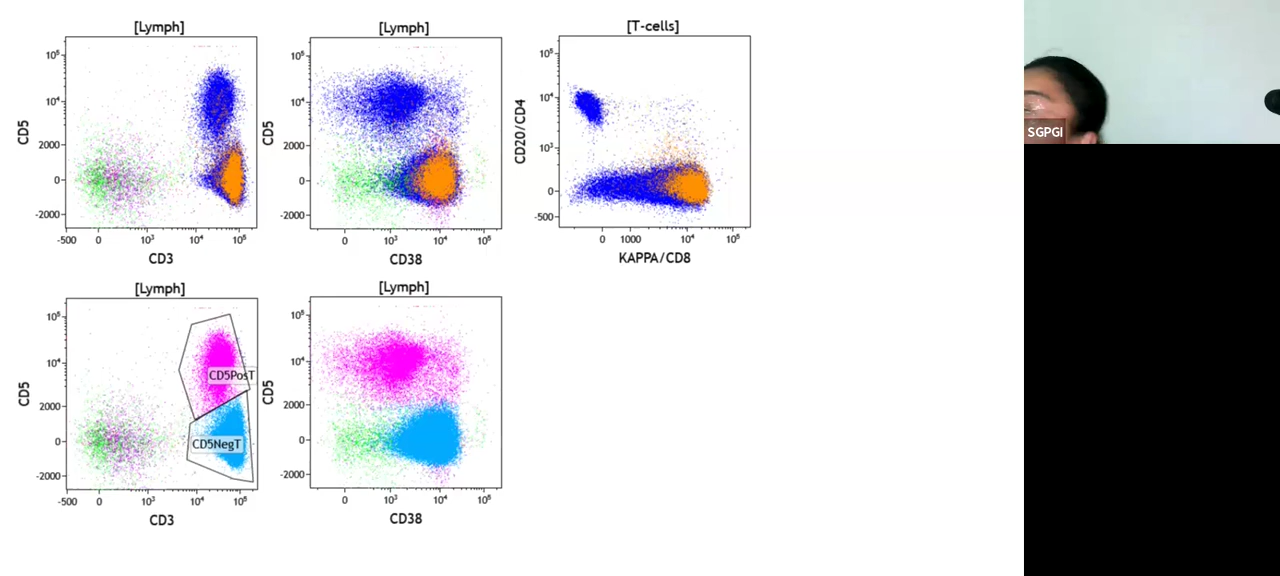 [Lymph]
[Lymph]
[T-cells]
CD5
10⁵
10⁴
2000
0
-2000
-500
0
10³
10⁴
10⁵
CD3
CD5
10⁵
10⁴
2000
0
-2000
0
10³
10⁴
10⁵
CD38
CD20/CD4
10⁵
10⁴
10³
0
-500
0
1000
10⁴
10⁵
KAPPA/CD8
SGPGI
[Lymph]
[Lymph]
CD5
10⁵
10⁴
2000
0
-2000
CD5PosT
CD5NegT
-500
0
10³
10⁴
10⁵
CD3
CD5
10⁵
10⁴
2000
0
-2000
0
10³
10⁴
10⁵
CD38